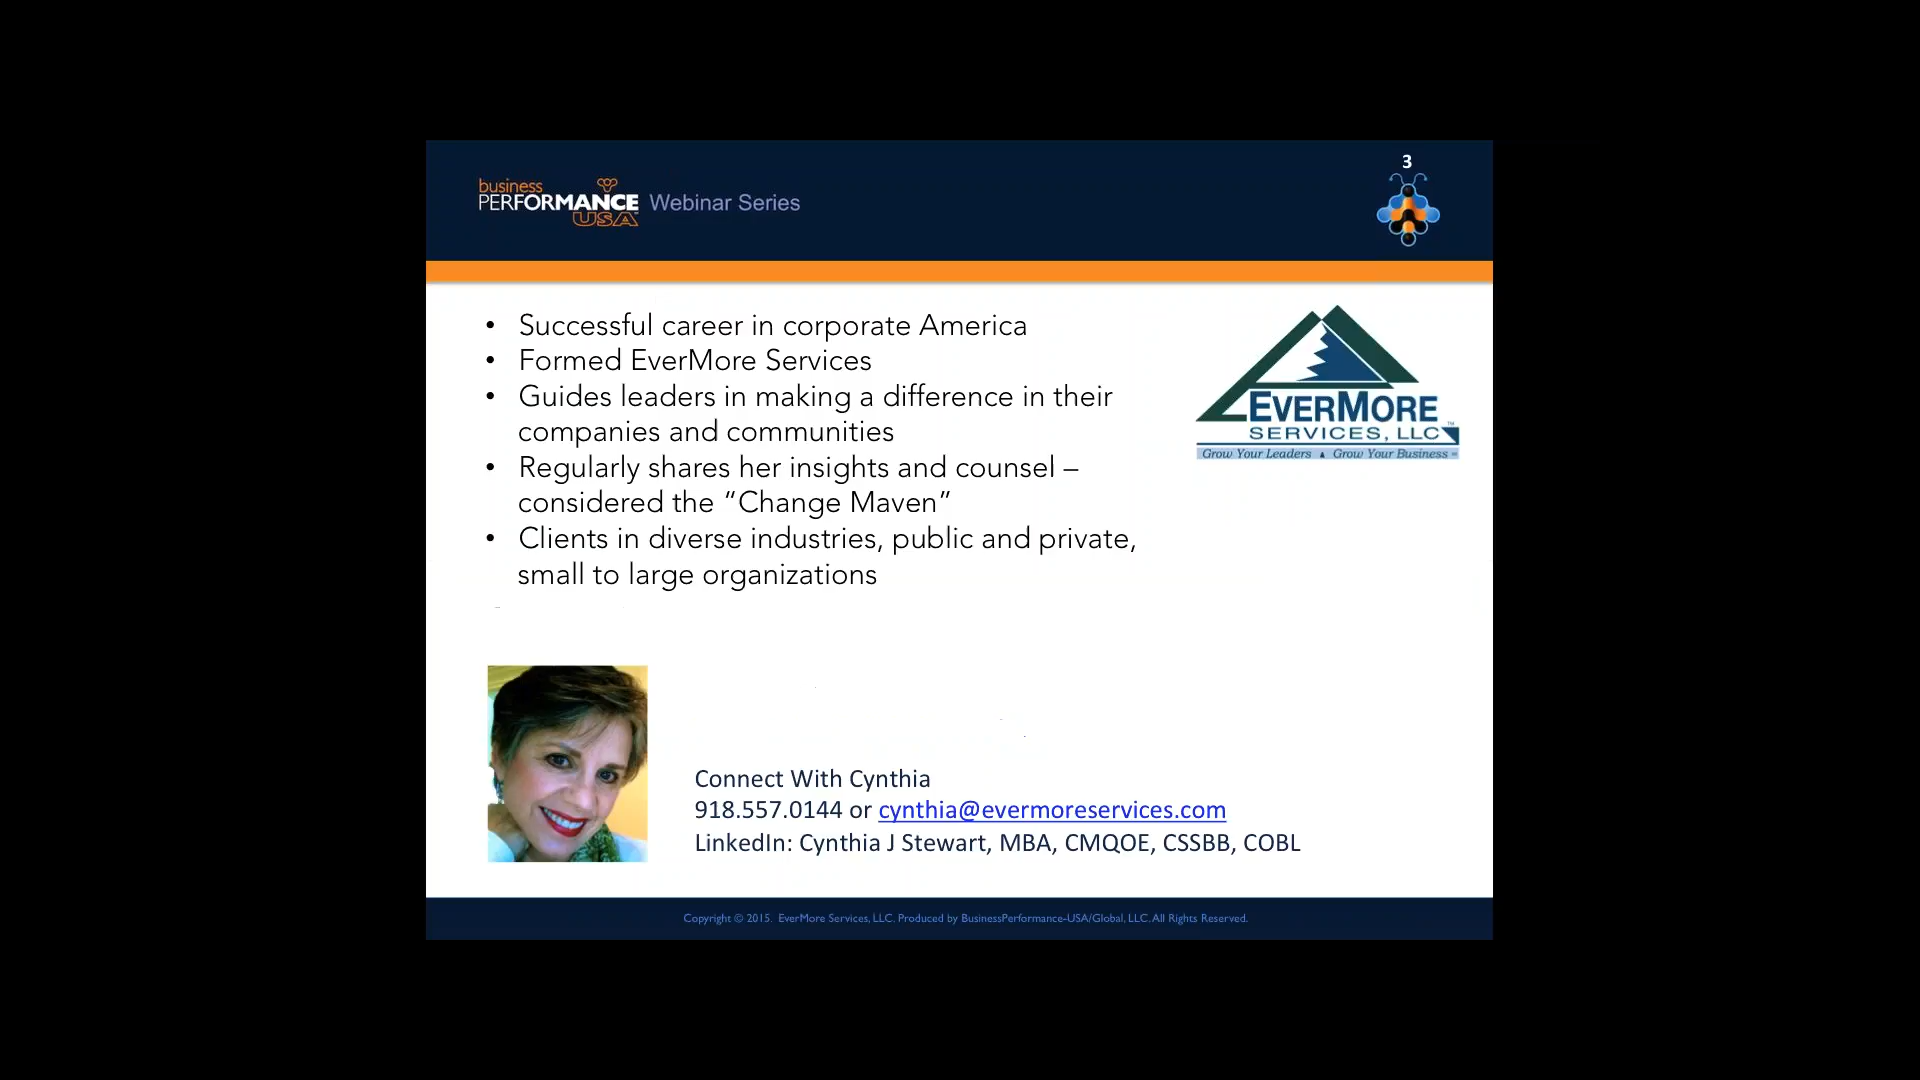 3
business
PERFORMANCE Webinar Series
USA
• Successful career in corporate America
• Formed EverMore Services
• Guides leaders in making a difference in their
companies and communities
• Regularly shares her insights and counsel –
considered the “Change Maven”
• Clients in diverse industries, public and private,
small to large organizations
EVERMORE
SERVICES, LLC™
Grow Your Leaders ▲ Grow Your Business
Connect With Cynthia
918.557.0144 or cynthia@evermoreservices.com
LinkedIn: Cynthia J Stewart, MBA, CMQOE, CSSBB, COBL
Copyright © 2015. EverMore Services, LLC. Produced by BusinessPerformance-USA/Global, LLC. All Rights Reserved.